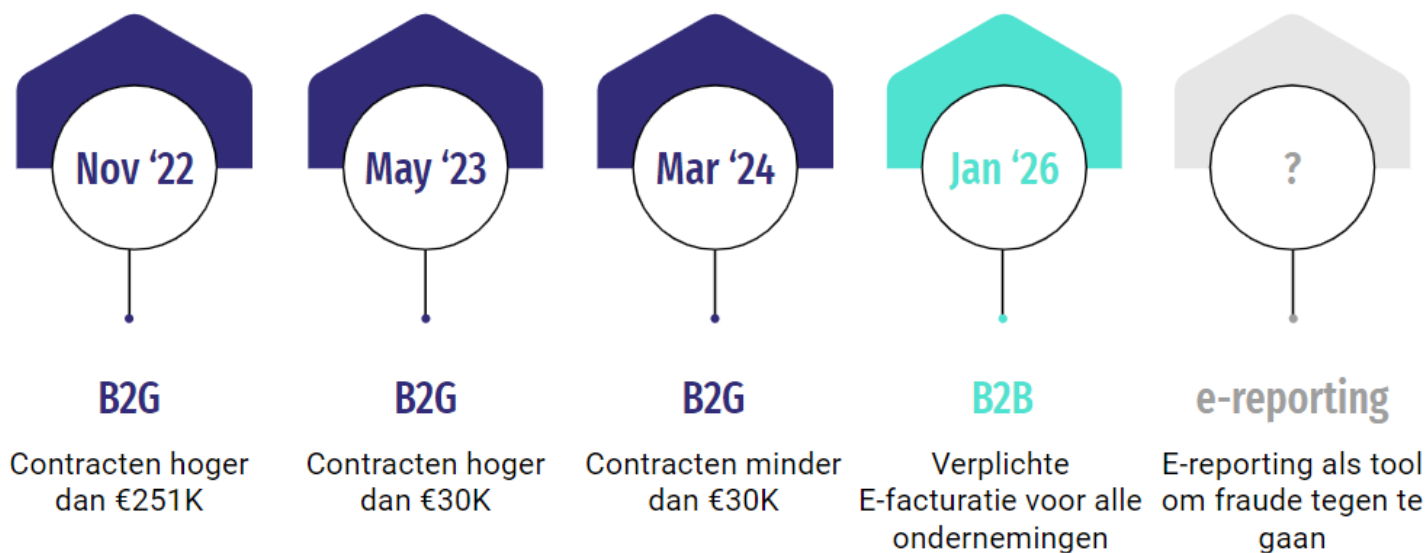 Nov ‘22
May ‘23
Mar ‘24
Jan ‘26
?
B2G
Contracten hoger
dan €251K
B2G
Contracten hoger
dan €30K
B2G
Contracten minder
dan €30K
B2B
Verplichte
E-facturatie voor alle
ondernemingen
e-reporting
E-reporting als tool
om fraude tegen te
gaan